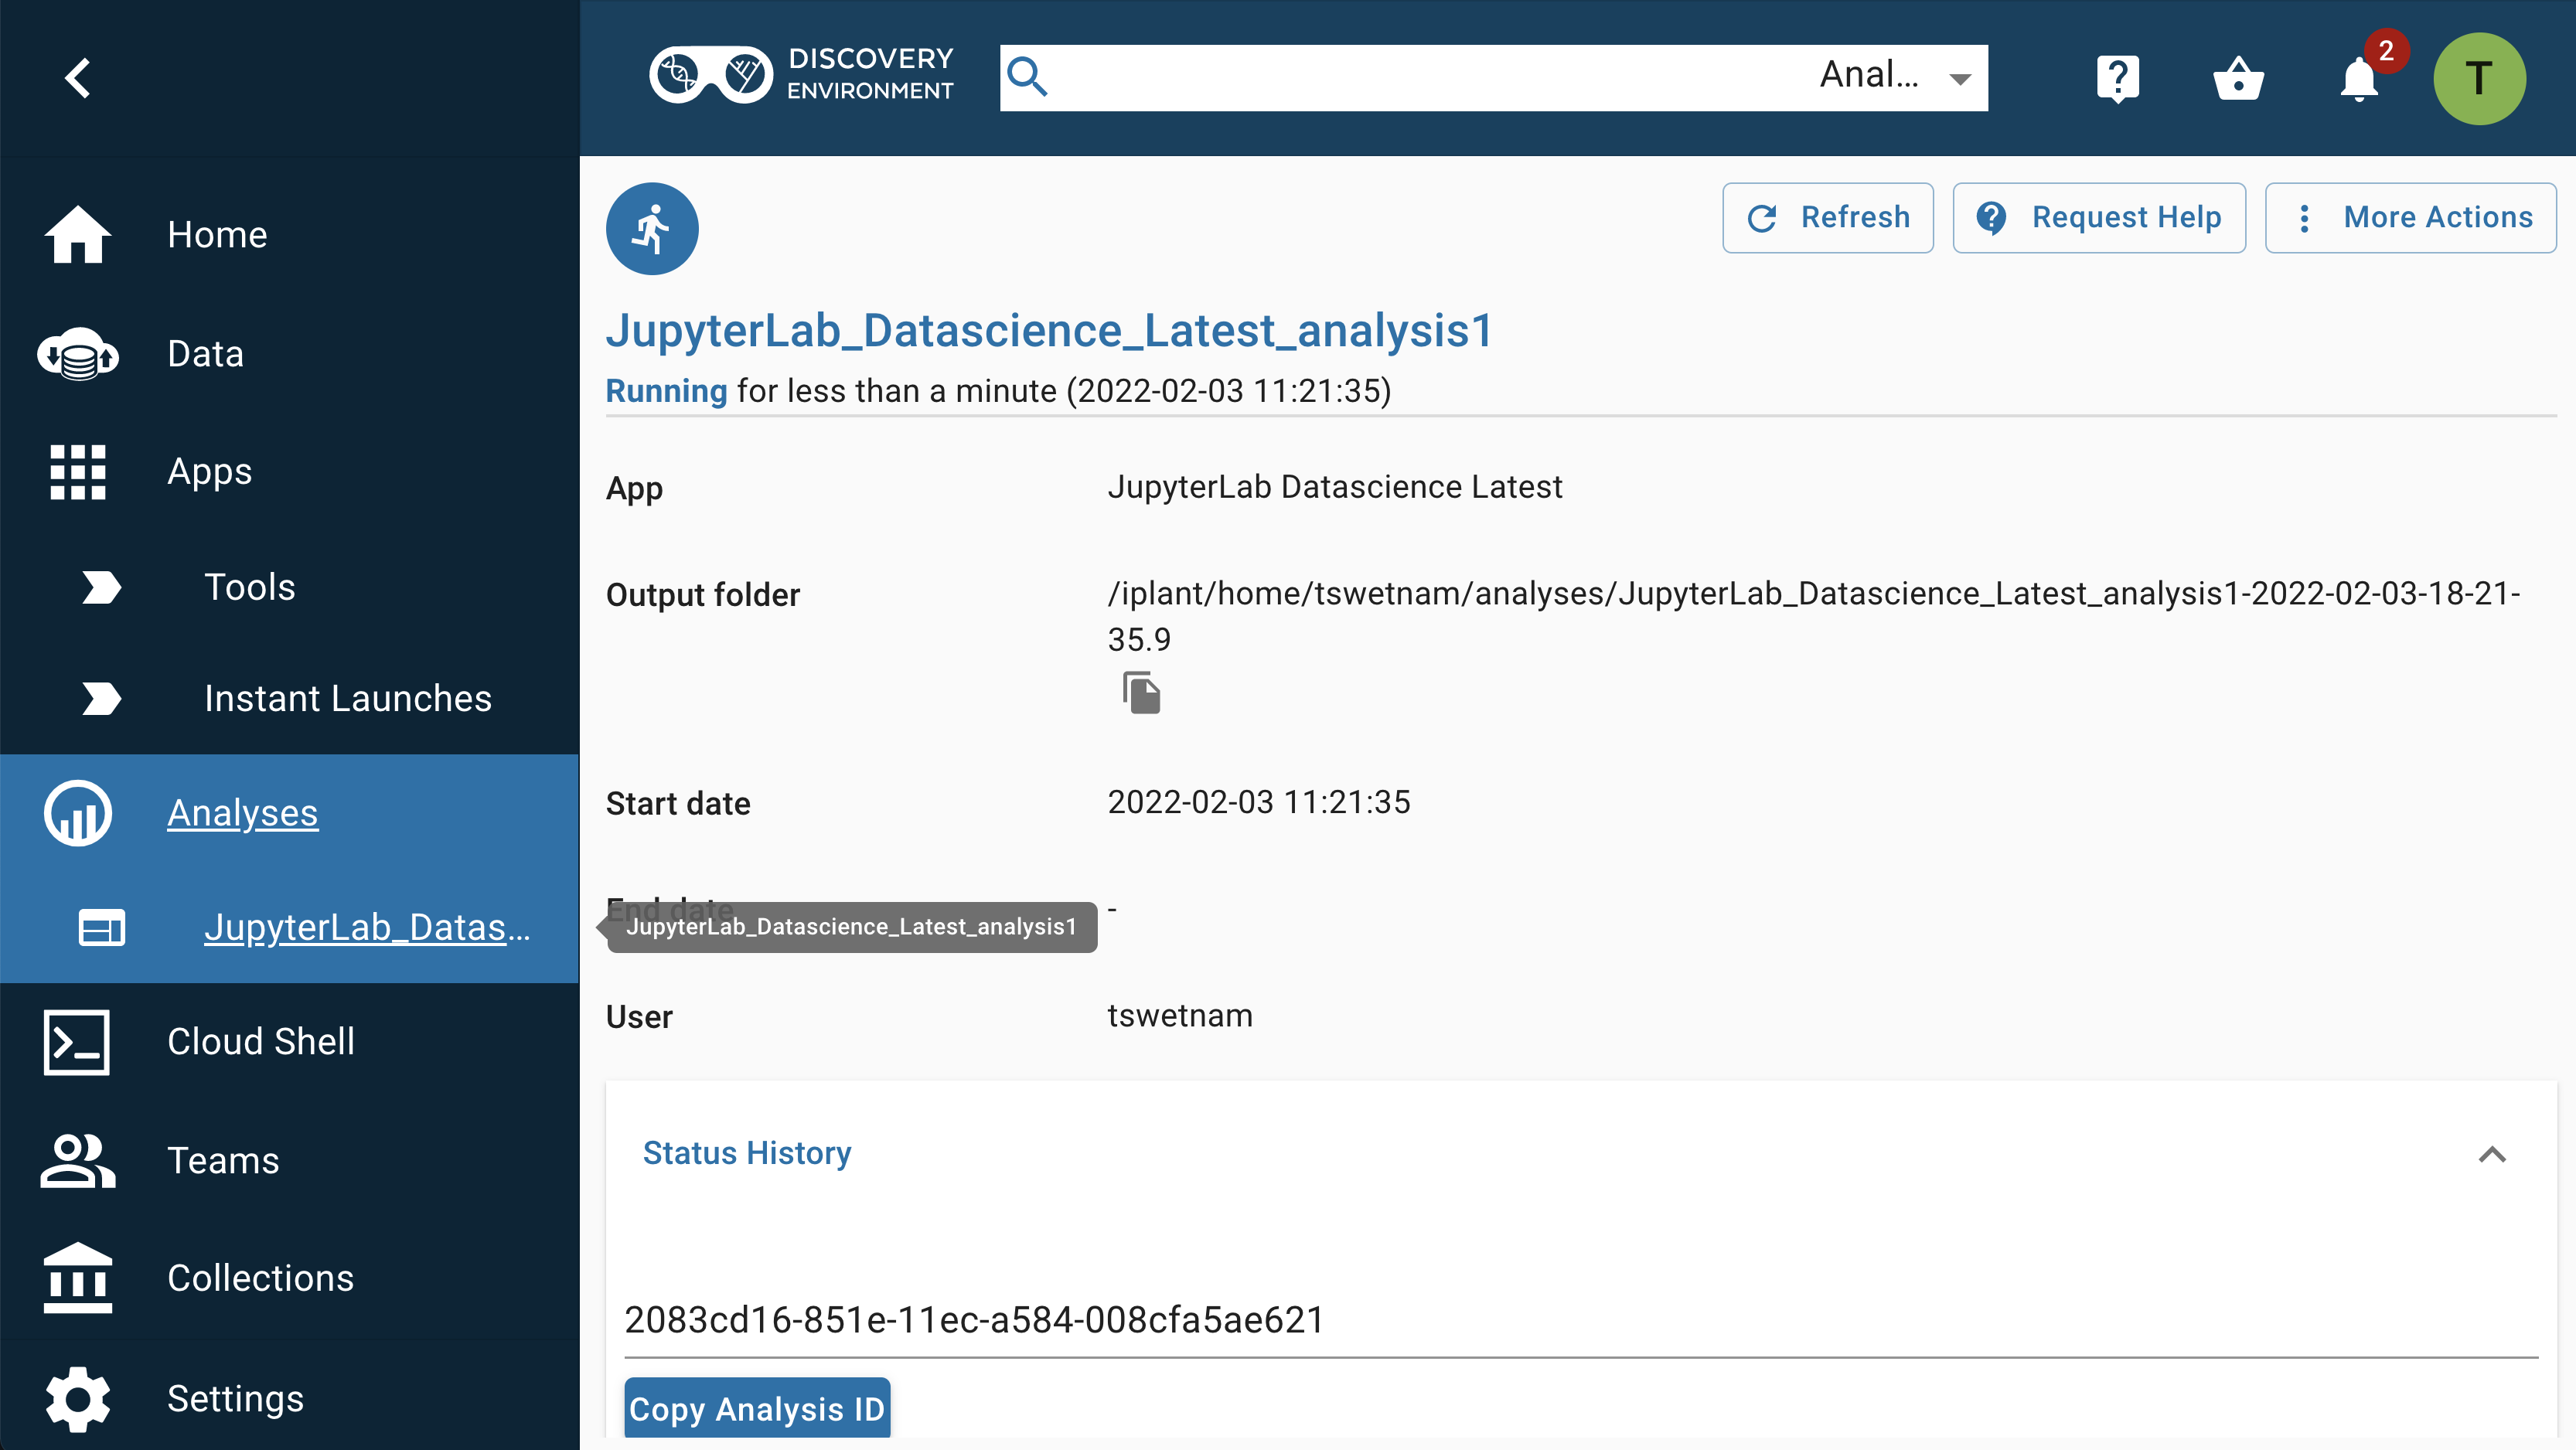 DISCOVERY
ENVIRONMENT
Anal...
2
T
Home
Data
Apps
Tools
Instant Launches
Analyses
JupyterLab_Datas...
Cloud Shell
Teams
Collections
Settings
Refresh
Request Help
More Actions
JupyterLab_Datascience_Latest_analysis1
Running for less than a minute (2022-02-03 11:21:35)
App
JupyterLab Datascience Latest
Output folder
/iplant/home/tswetnam/analyses/JupyterLab_Datascience_Latest_analysis1-2022-02-03-18-21-
35.9
Start date
2022-02-03 11:21:35
End date
-
JupyterLab_Datascience_Latest_analysis1
User
tswetnam
Status History
2083cd16-851e-11ec-a584-008cfa5ae621
Copy Analysis ID